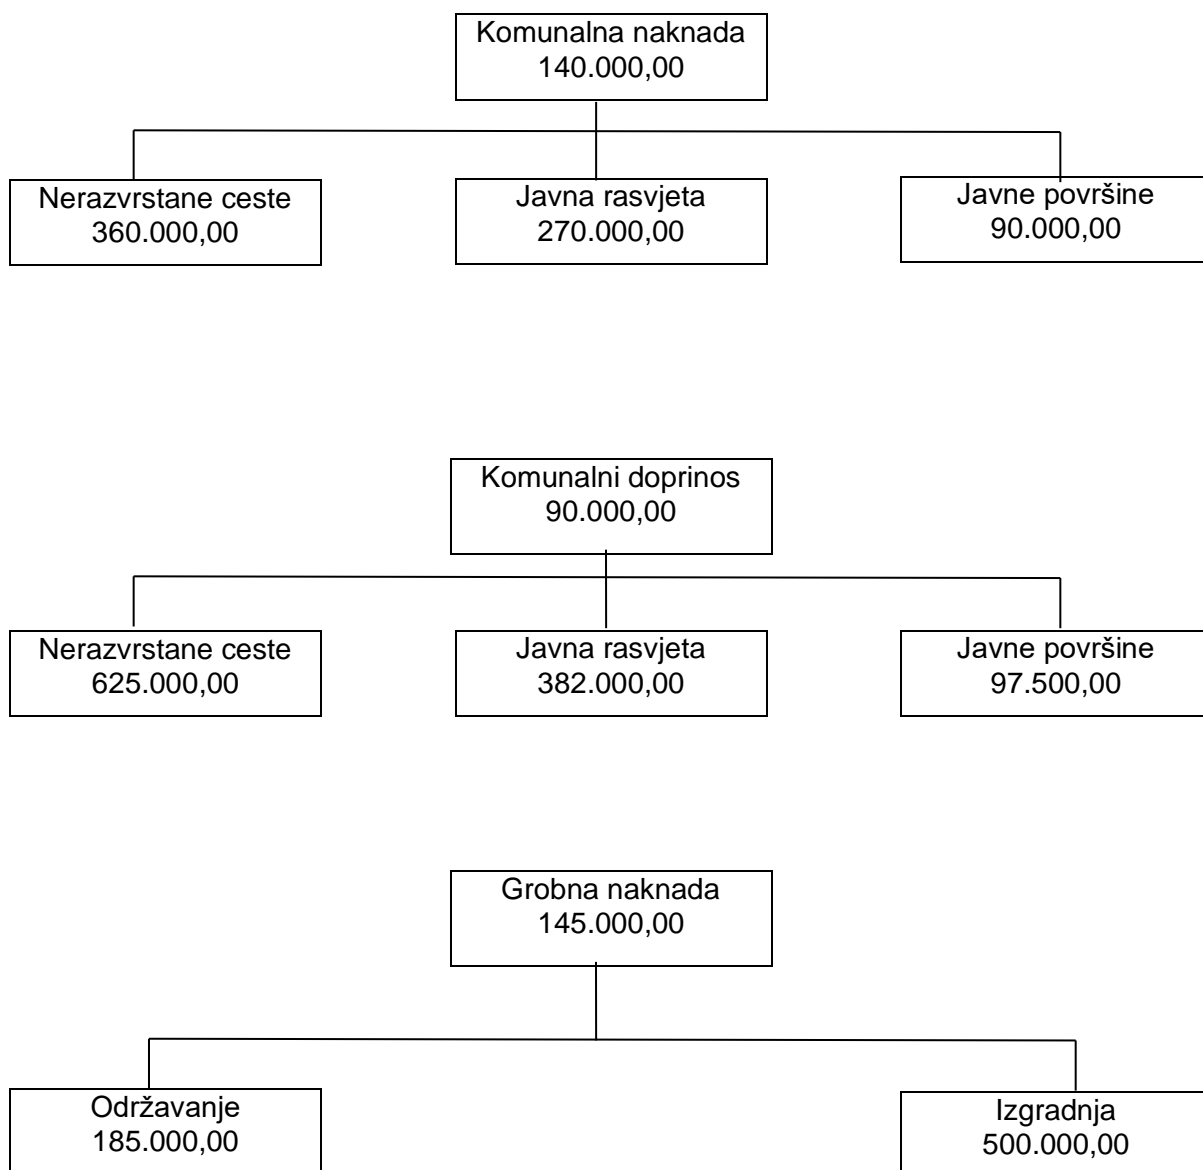 Komunalna naknada
140.000,00
Nerazvrstane ceste
360.000,00
Javna rasvjeta
270.000,00
Javne površine
90.000,00
Komunalni doprinos
90.000,00
Nerazvrstane ceste
625.000,00
Javna rasvjeta
382.000,00
Javne površine
97.500,00
Grobna naknada
145.000,00
Održavanje
185.000,00
Izgradnja
500.000,00